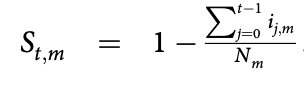 $S_{t,m} = 1 - \frac{\sum_{j=0}^{t-1} i_{j,m}}{N_m}.$